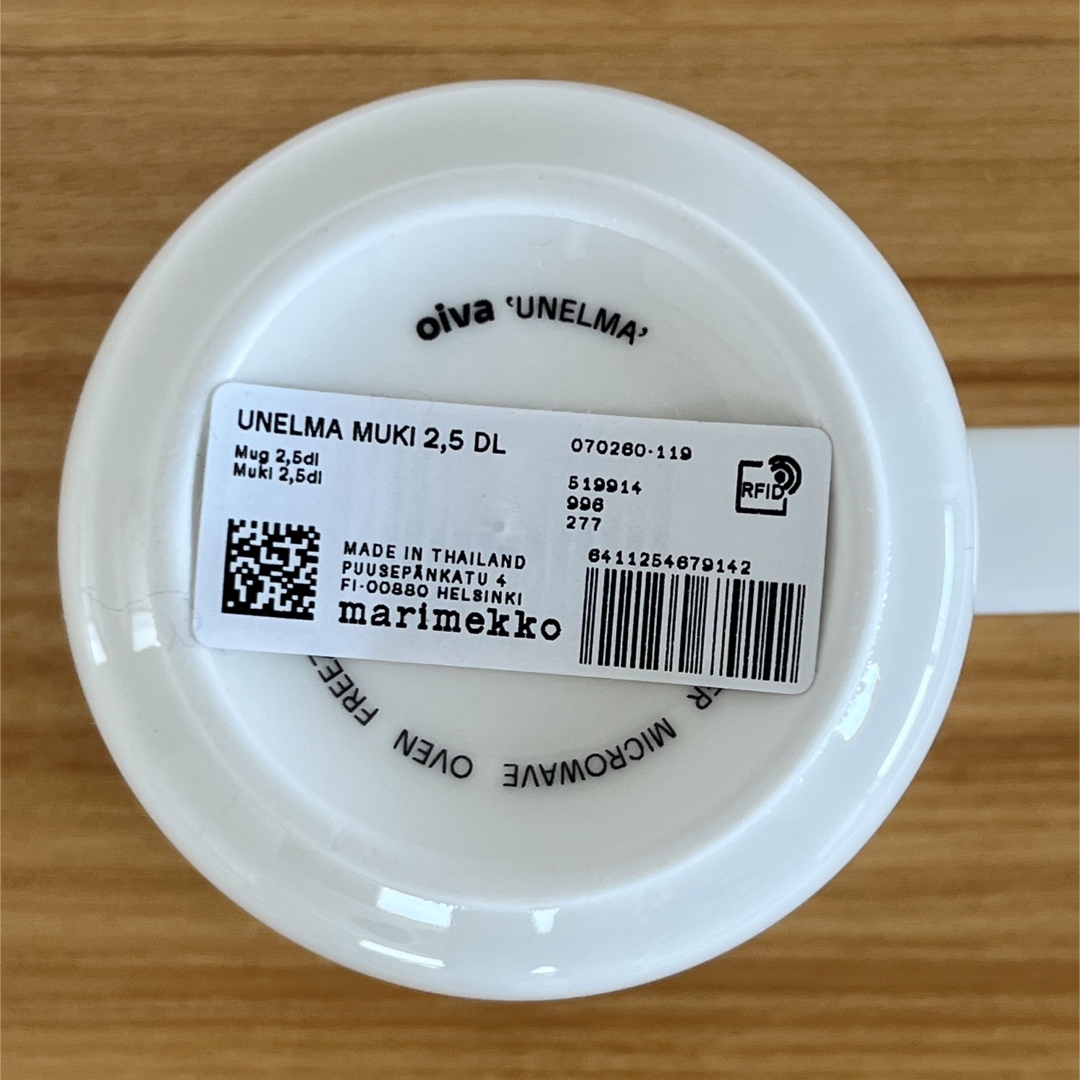 oiva ‘UNELMA’
UNELMA MUKI 2,5 DL
Mug 2,5dl
Muki 2,5dl
070260-119
519914
996
277
RFID
MADE IN THAILAND
PUUSEPÄNKATU 4
FI-00880 HELSINKI
marimekko
6411254679142
MICROWAVE OVEN